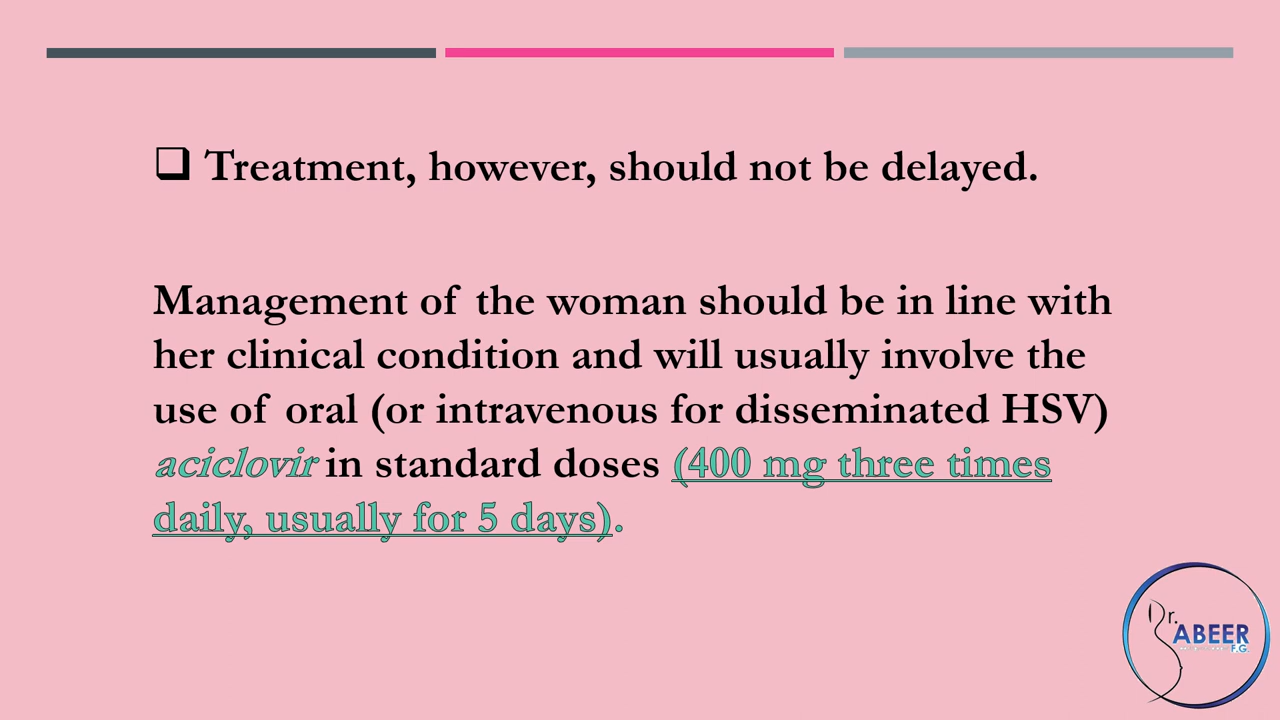 ❑ Treatment, however, should not be delayed.
Management of the woman should be in line with
her clinical condition and will usually involve the
use of oral (or intravenous for disseminated HSV)
aciclovir in standard doses (400 mg three times
daily, usually for 5 days).
Dr.
ABEER
F.G.